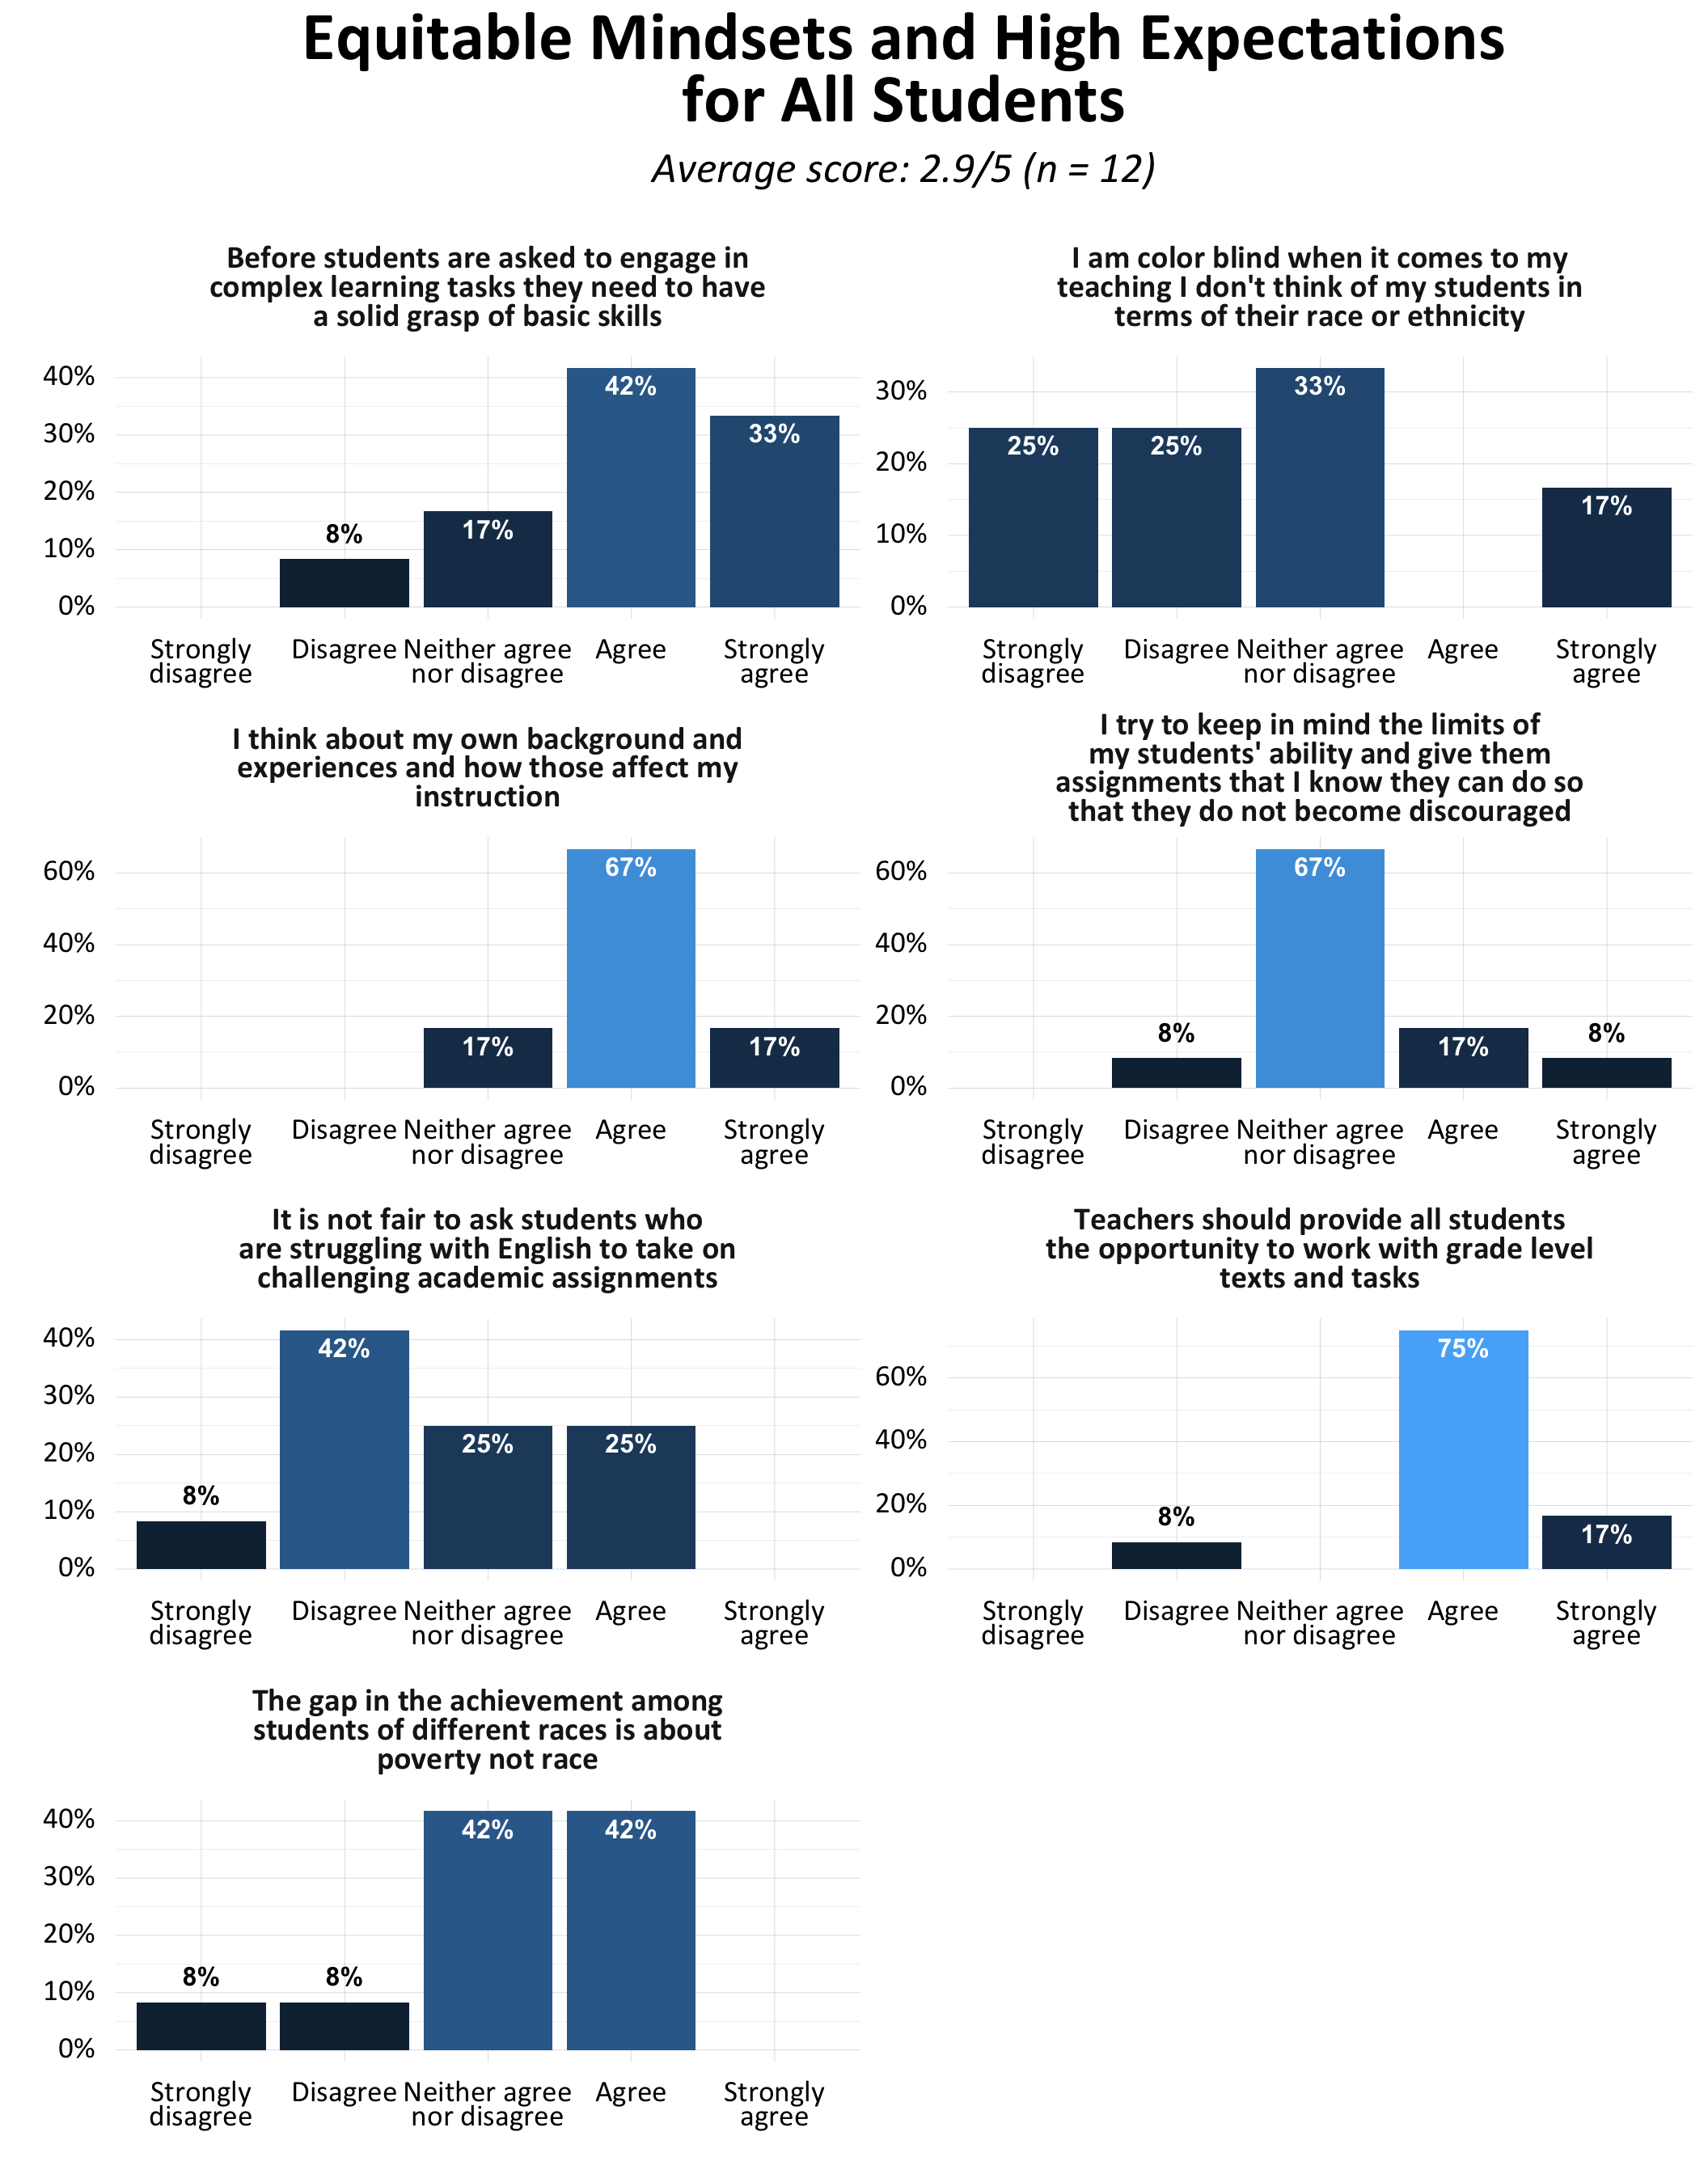 Equitable Mindsets and High Expectations
for All Students
Average score: 2.9/5 (n = 12)
Before students are asked to engage in
complex learning tasks they need to have
a solid grasp of basic skills
40%
30%
20%
10%
0%
8%
17%
42%
33%
Strongly
disagree
Disagree
Neither agree
nor disagree
Agree
Strongly
agree
I am color blind when it comes to my
teaching I don't think of my students in
terms of their race or ethnicity
30%
20%
10%
0%
25%
25%
33%
17%
Strongly
disagree
Disagree
Neither agree
nor disagree
Agree
Strongly
agree
I think about my own background and
experiences and how those affect my
instruction
60%
40%
20%
0%
17%
67%
17%
Strongly
disagree
Disagree
Neither agree
nor disagree
Agree
Strongly
agree
I try to keep in mind the limits of
my students' ability and give them
assignments that I know they can do so
that they do not become discouraged
60%
40%
20%
0%
8%
67%
17%
8%
Strongly
disagree
Disagree
Neither agree
nor disagree
Agree
Strongly
agree
It is not fair to ask students who
are struggling with English to take on
challenging academic assignments
40%
30%
20%
10%
0%
8%
42%
25%
25%
Strongly
disagree
Disagree
Neither agree
nor disagree
Agree
Strongly
agree
Teachers should provide all students
the opportunity to work with grade level
texts and tasks
60%
40%
20%
0%
8%
75%
17%
Strongly
disagree
Disagree
Neither agree
nor disagree
Agree
Strongly
agree
The gap in the achievement among
students of different races is about
poverty not race
40%
30%
20%
10%
0%
8%
8%
42%
42%
Strongly
disagree
Disagree
Neither agree
nor disagree
Agree
Strongly
agree